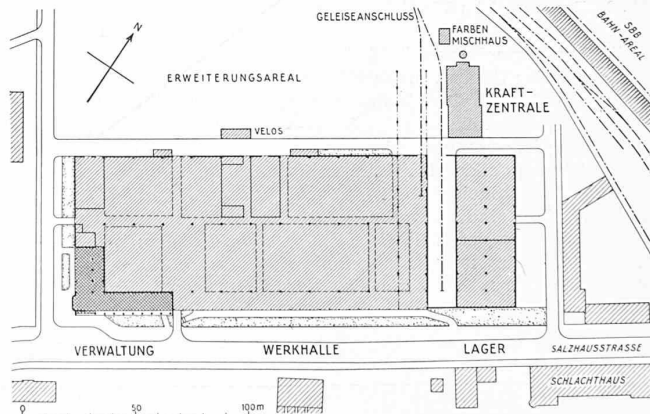 GELEISEANSCHLUSS
FARBEN
MISCHHAUS
SBB
BAHN-AREAL
N
ERWEITERUNGSAREAL
KRAFT-
ZENTRALE
VELOS
VERWALTUNG
WERKHALLE
LAGER
SALZHAUSSTRASSE
SCHLACHTHAUS
0 50 100m